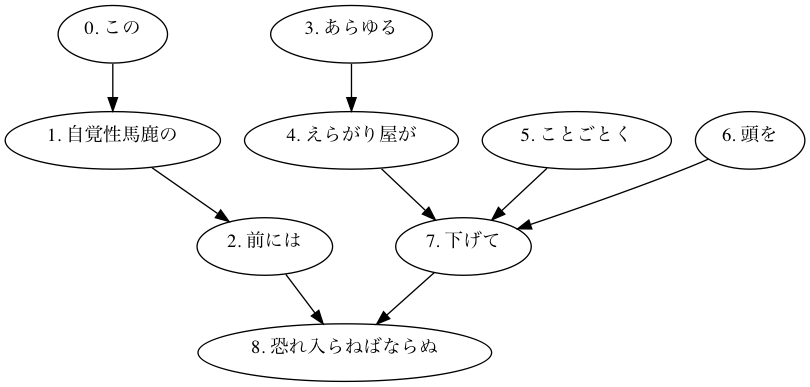 0. この
3. あらゆる
1. 自覚性馬鹿の
4. えらがり屋が
5. ことごとく
6. 頭を
2. 前には
7. 下げて
8. 恐れ入らねばならぬ